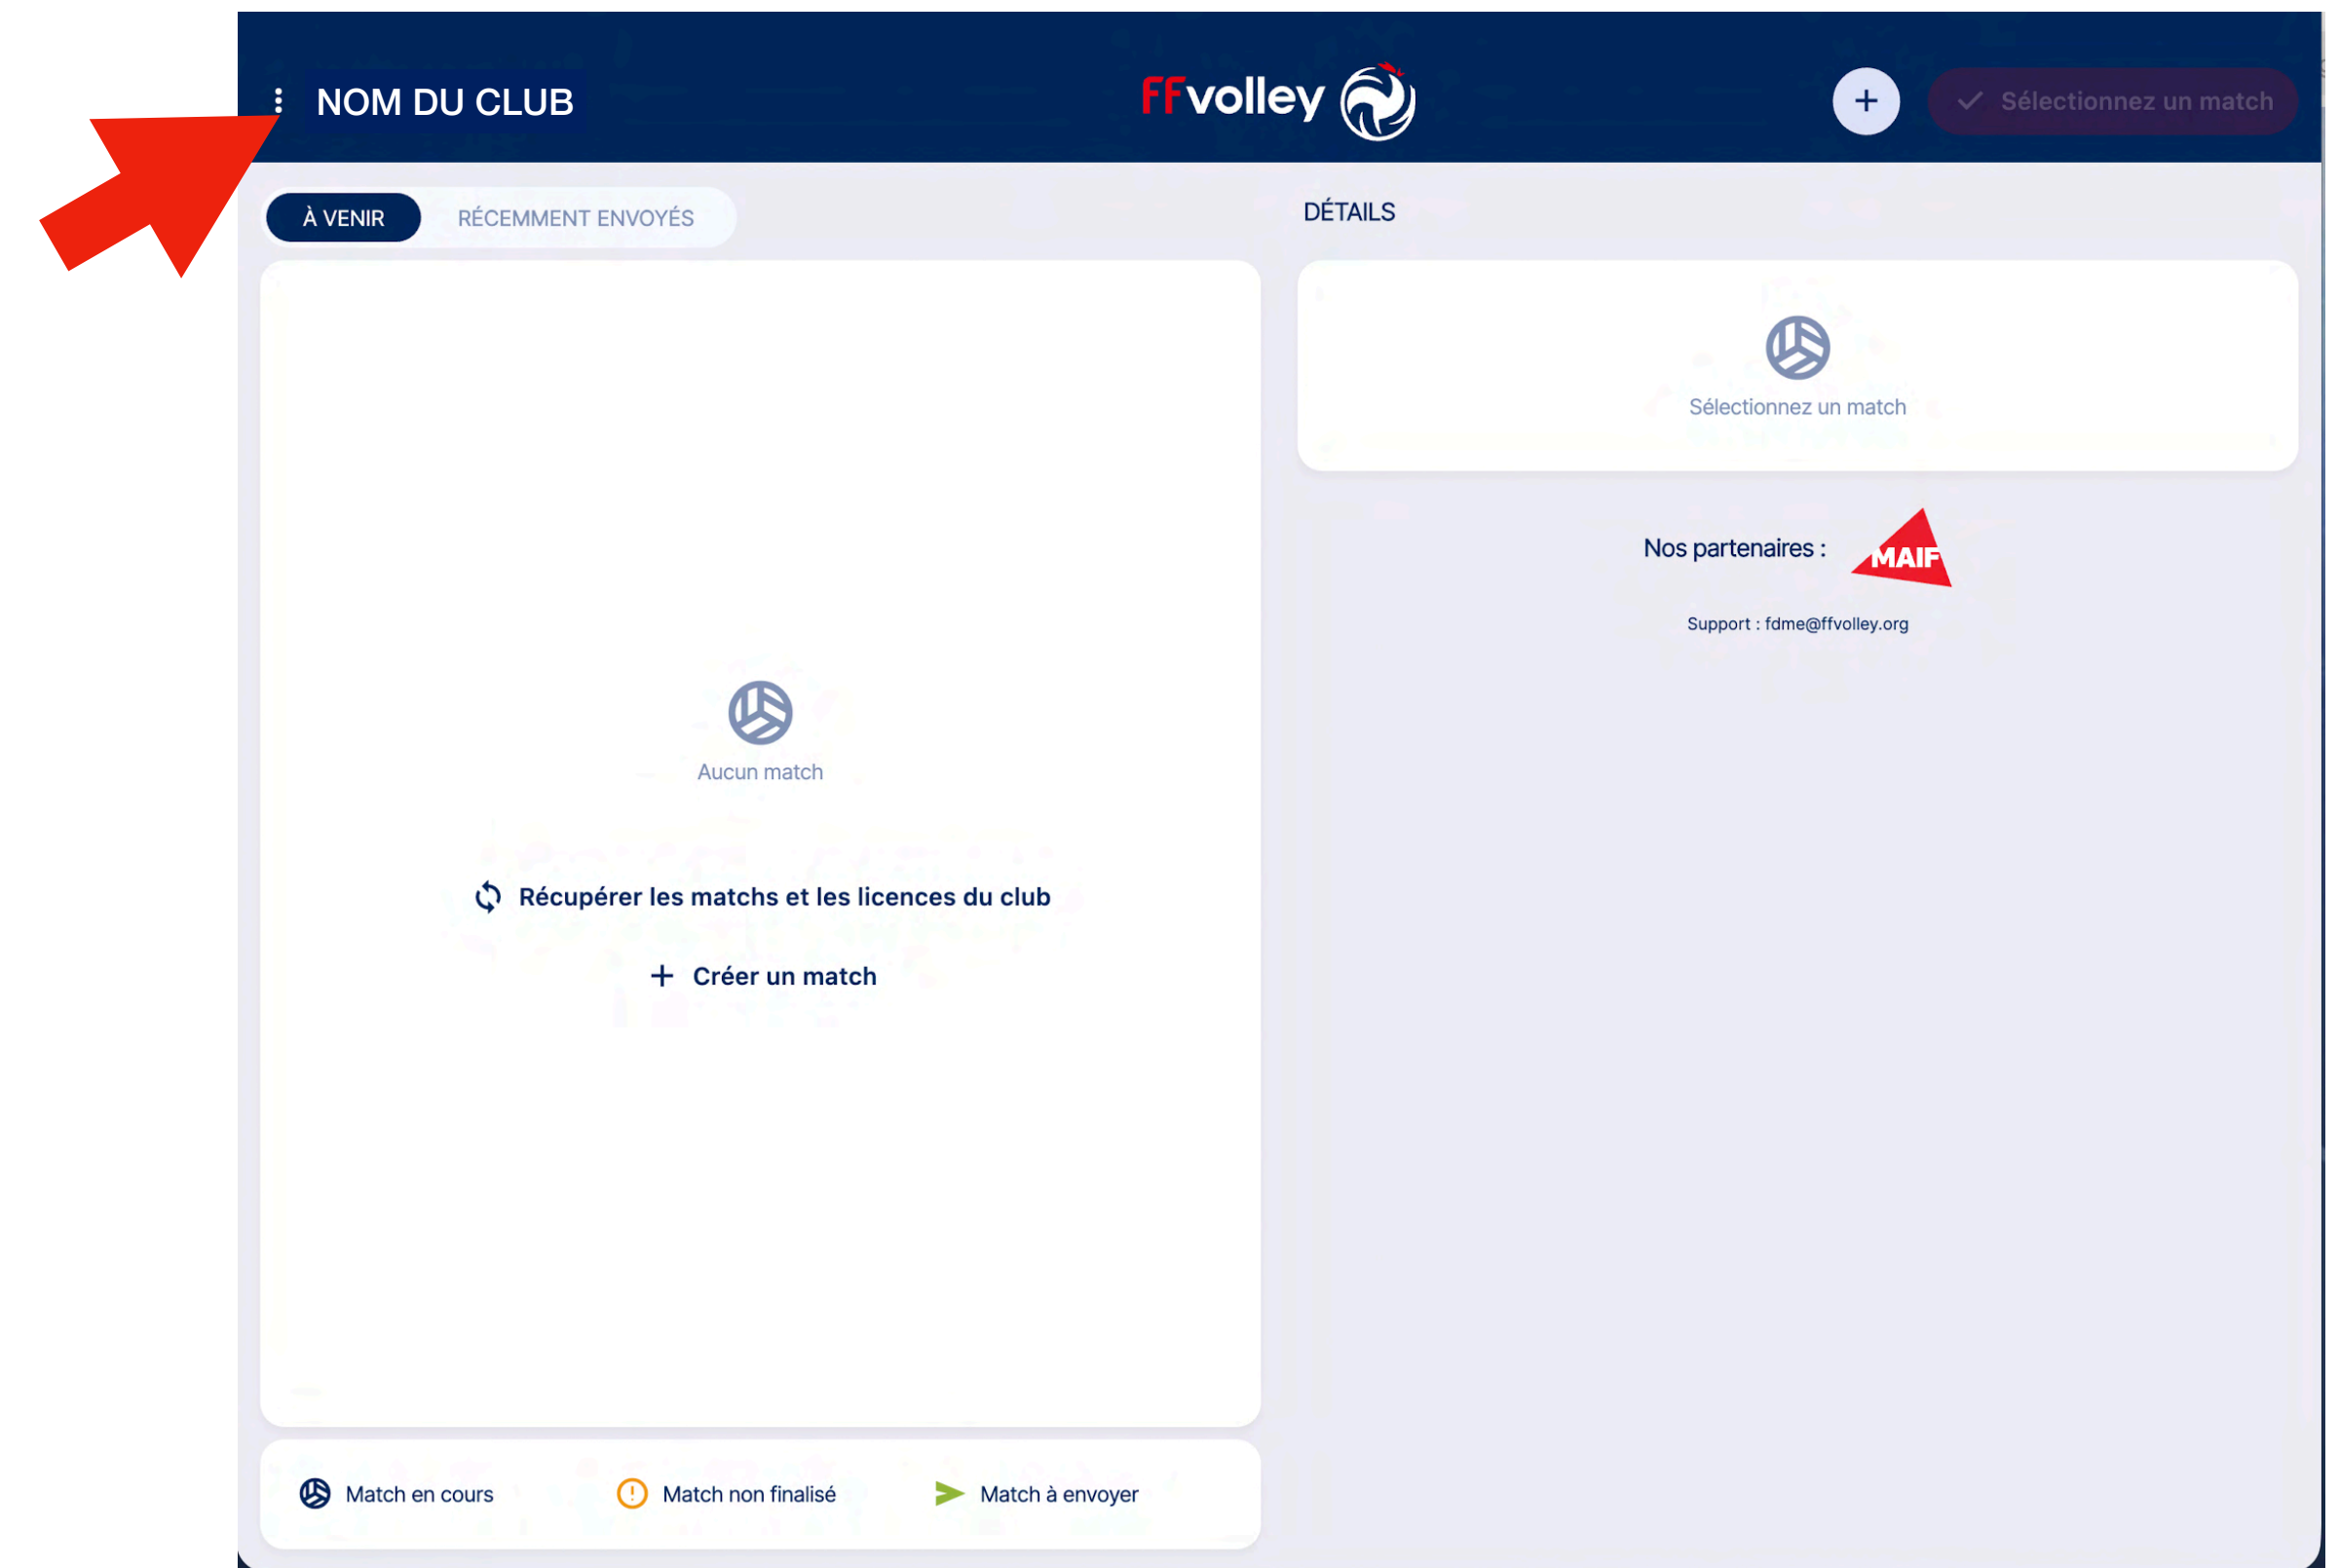 NOM DU CLUB
FFvolley
+
Sélectionnez un match
À VENIR
RÉCEMMENT ENVOYÉS
DÉTAILS
Sélectionnez un match
Nos partenaires :
MAIF
Support : fdme@ffvolley.org
Aucun match
Récupérer les matchs et les licences du club
+ Créer un match
Match en cours
Match non finalisé
Match à envoyer